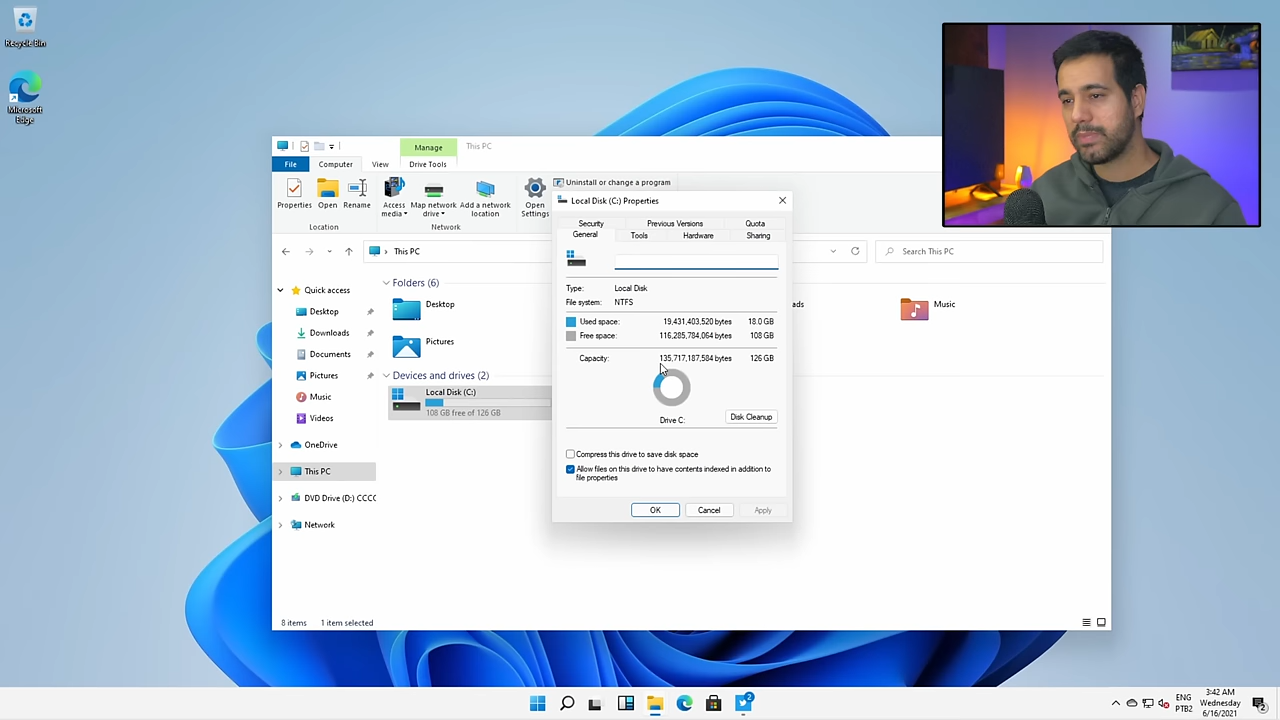 Recycle Bin
Microsoft
Edge
Manage
This PC
File
Computer
View
Drive Tools
Properties
Open
Rename
Access
media
Map network
drive
Add a network
location
Open
Settings
Uninstall or change a program
Location
Network
This PC
Search This PC
Quick access
Desktop
Downloads
Documents
Pictures
Music
Videos
OneDrive
This PC
DVD Drive (D:) CCC
Network
Folders (6)
Desktop
ads
Music
Pictures
Devices and drives (2)
Local Disk (C:)
108 GB free of 126 GB
8 items
1 item selected
Local Disk (C:) Properties
Security
Previous Versions
Quota
General
Tools
Hardware
Sharing
Type:
Local Disk
File system:
NTFS
Used space:
19,431,403,520 bytes
18.0 GB
Free space:
116,285,784,064 bytes
108 GB
Capacity:
135,717,187,584 bytes
126 GB
Drive C:
Disk Cleanup
Compress this drive to save disk space
Allow files on this drive to have contents indexed in addition to
file properties
OK
Cancel
Apply
2
ENG
PTB2
3:42 AM
Wednesday
6/16/2021
2